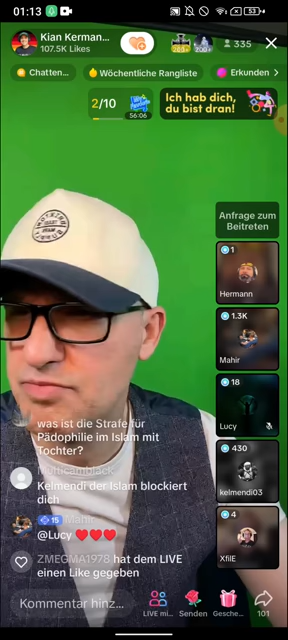 01:13
53
Kian Kerman...
107.5K Likes
335
Chatten...
Wöchentliche Rangliste
Erkunden
2/10
56:06
Ich hab dich,
du bist dran!
Anfrage zum
Beitreten
1
Hermann
1.3K
Mahir
18
Lucy
430
kelmendi03
4
XfilE
was ist die Strafe für
Pädophilie im Islam mit
Tochter?
Kelmendi der Islam blockiert
dich
15 Mahir
@Lucy ♥️♥️♥️
ZMEGMA1978 hat dem LIVE
einen Like gegeben
Kommentar hinz...
LIVE mi...
Senden
Gesche...
101